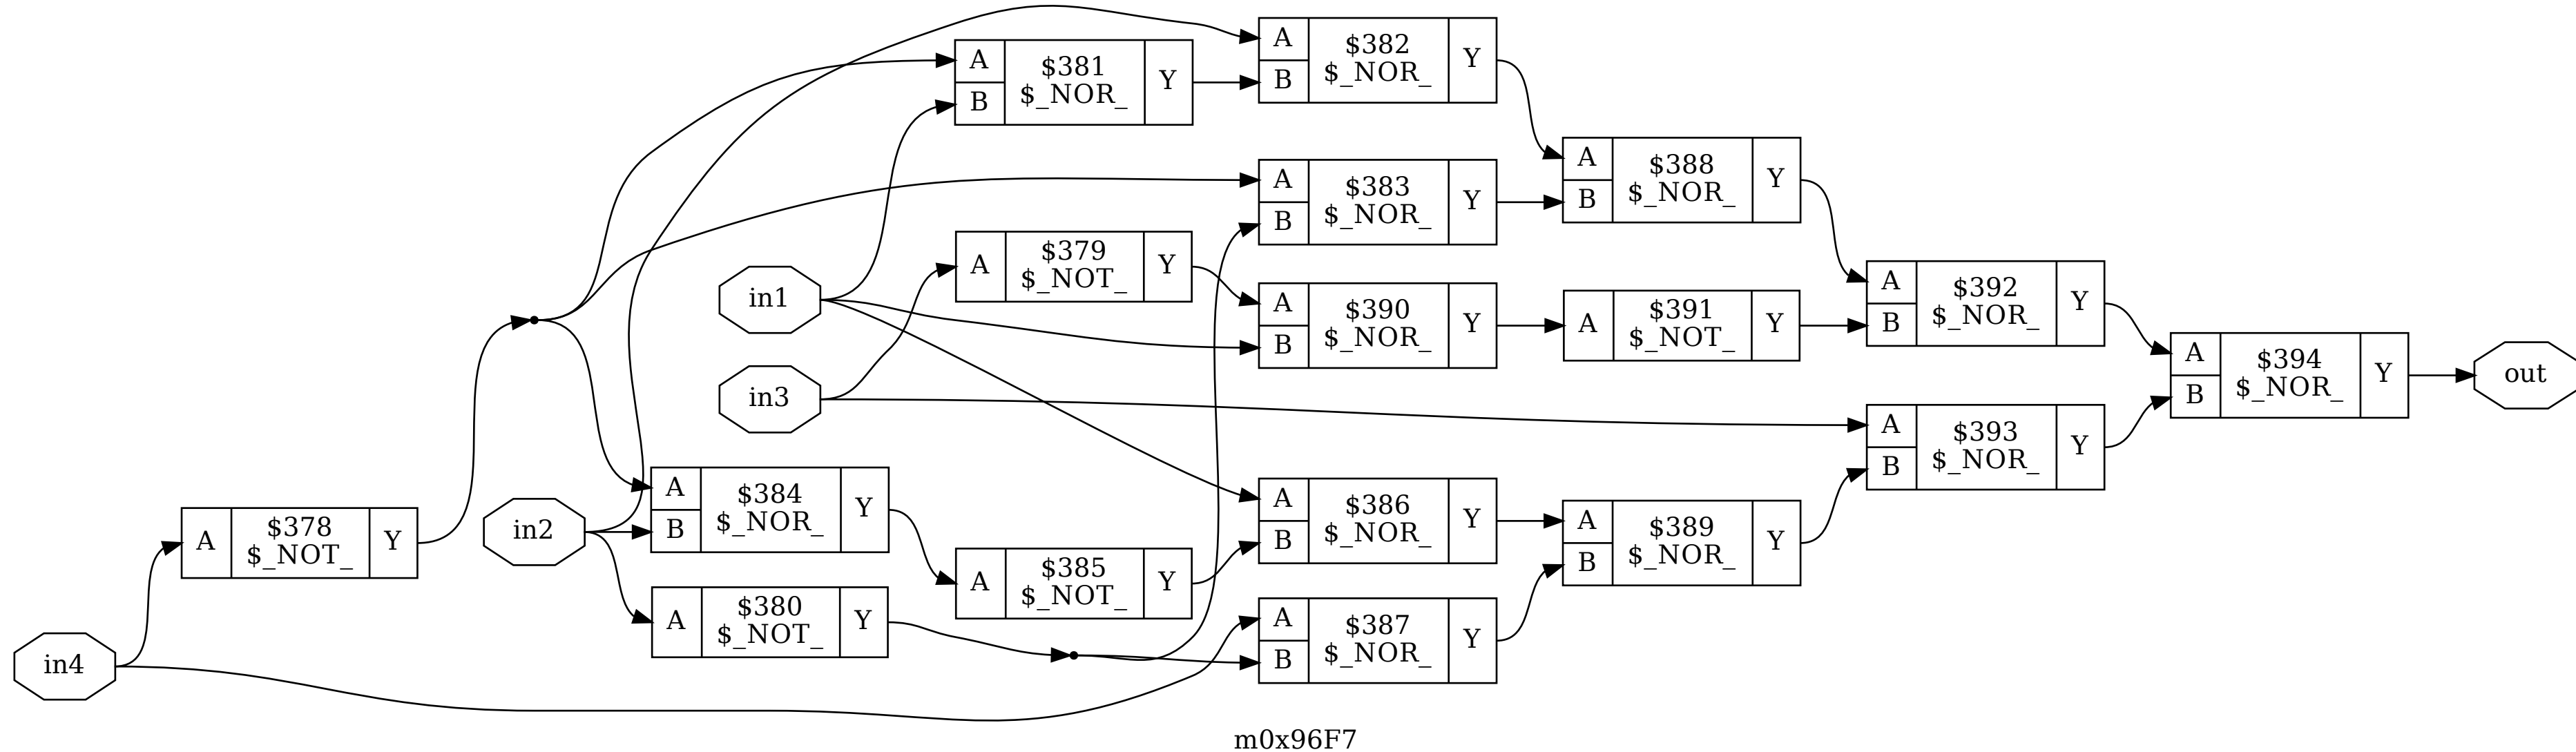 A
B
$382
$_NOR_
Y
A
B
$381
$_NOR_
Y
A
B
$388
$_NOR_
Y
A
B
$383
$_NOR_
Y
A
$379
$_NOT_
Y
in1
A
B
$390
$_NOR_
Y
A
$391
$_NOT_
Y
A
B
$392
$_NOR_
Y
A
B
$394
$_NOR_
Y
out
in3
A
B
$393
$_NOR_
Y
A
B
$384
$_NOR_
Y
A
B
$386
$_NOR_
Y
A
B
$389
$_NOR_
Y
A
$378
$_NOT_
Y
in2
A
$385
$_NOT_
Y
A
$380
$_NOT_
Y
A
B
$387
$_NOR_
Y
in4
m0x96F7